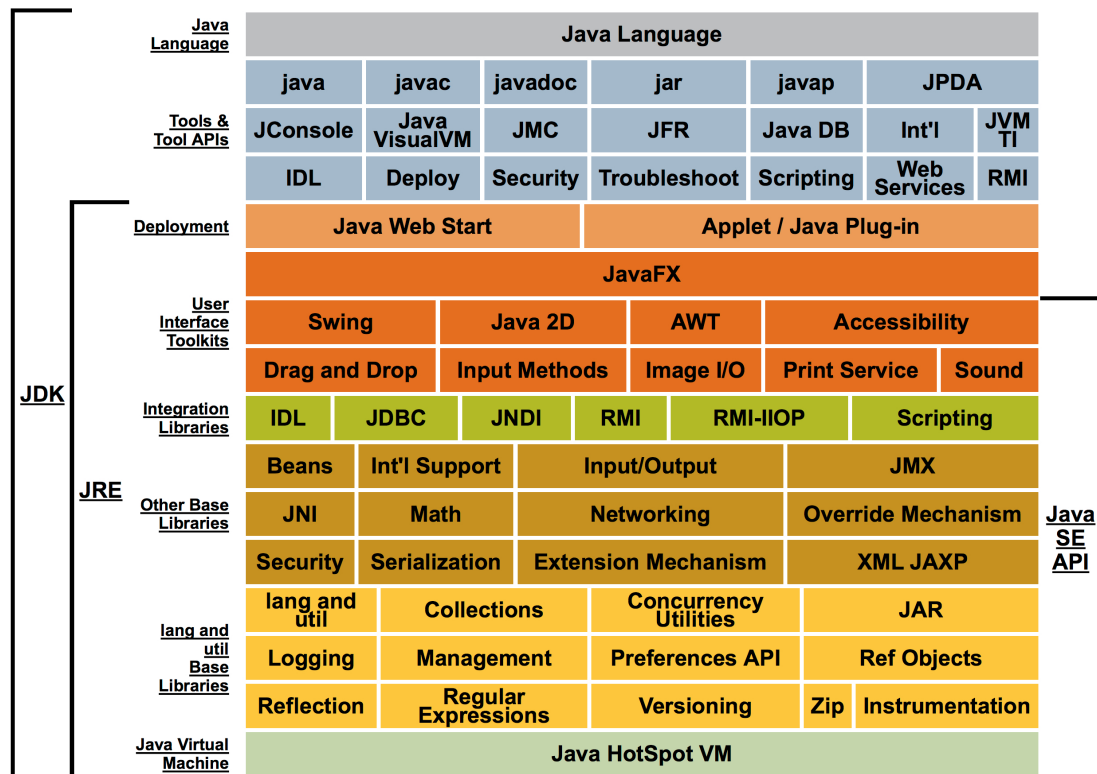 Java
Language
Java Language
java javac javadoc jar javap JPDA
Tools &
Tool APIs
JConsole Java
VisualVM JMC JFR Java DB Int'l JVM
TI
IDL Deploy Security Troubleshoot Scripting Web
Services RMI
Deployment
Java Web Start Applet / Java Plug-in
JavaFX
User
Interface
Toolkits
Swing Java 2D AWT Accessibility
Drag and Drop Input Methods Image I/O Print Service Sound
JDK
Integration
Libraries
IDL JDBC JNDI RMI RMI-IIOP Scripting
JRE
Other Base
Libraries
Beans Int'l Support Input/Output JMX
JNI Math Networking Override Mechanism
Security Serialization Extension Mechanism XML JAXP
Java
SE
API
lang and
util
Base
Libraries
lang and
util Collections Concurrency
Utilities JAR
Logging Management Preferences API Ref Objects
Reflection Regular
Expressions Versioning Zip Instrumentation
Java Virtual
Machine
Java HotSpot VM